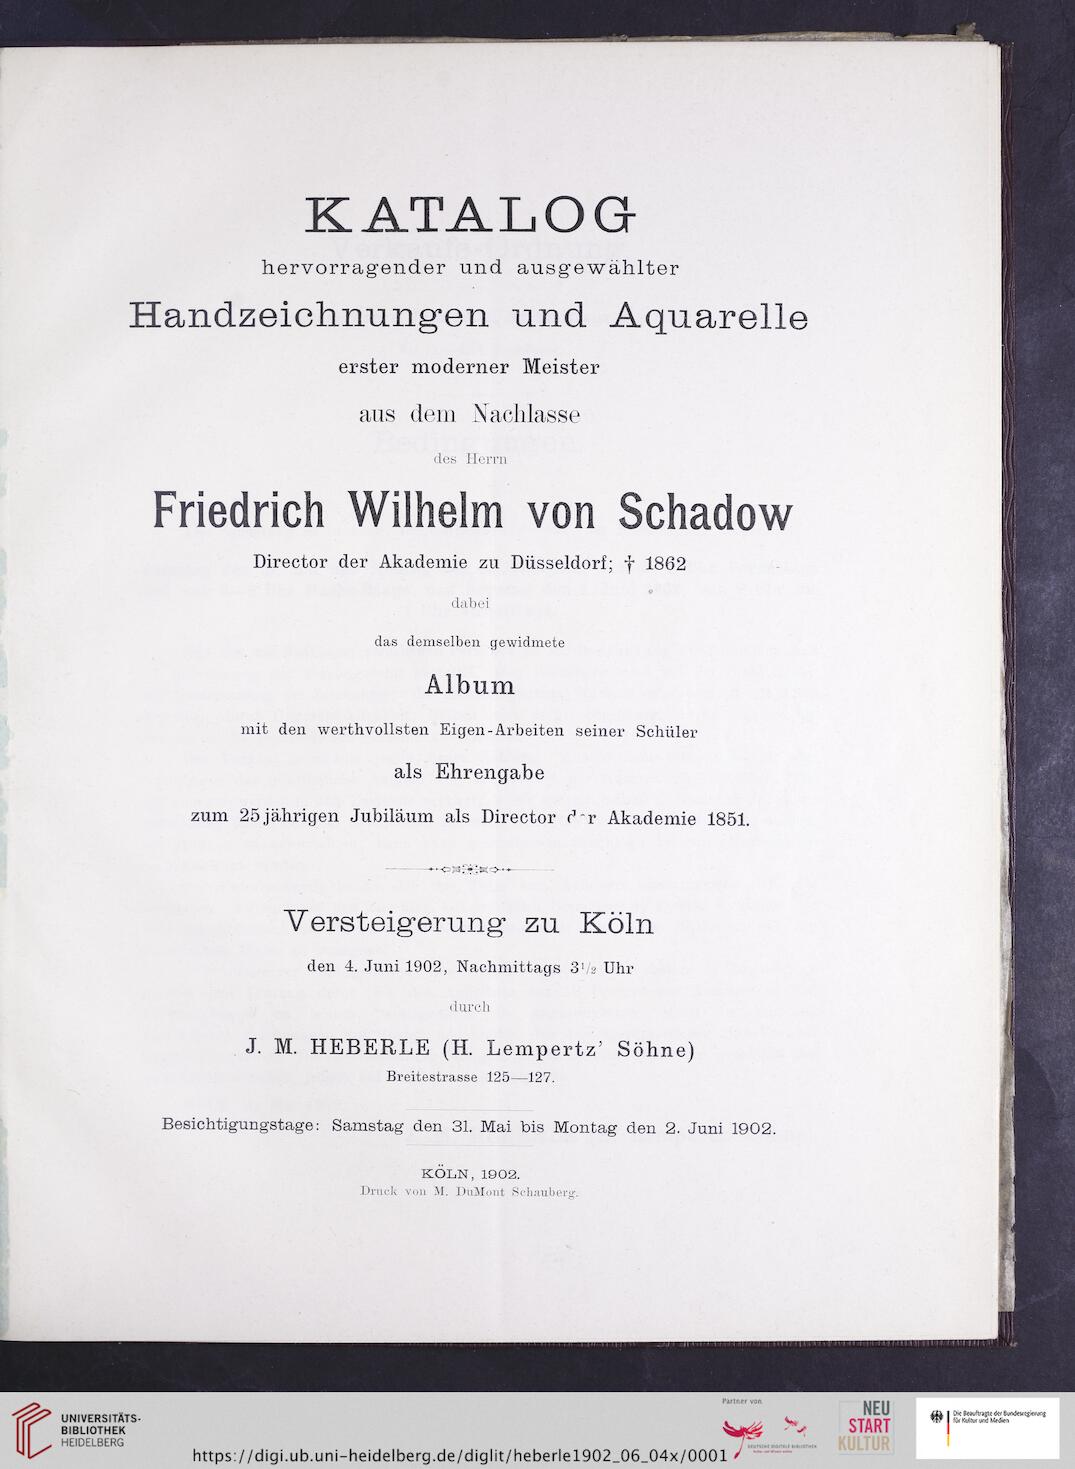 KATALOG
hervorragender und ausgewählter
Handzeichnungen und Aquarelle
erster moderner Meister
aus dem Nachlasse
des Herrn
Friedrich Wilhelm von Schadow
Director der Akademie zu Düsseldorf; † 1862
dabei
das demselben gewidmete
Album
mit den werthvollsten Eigen-Arbeiten seiner Schüler
als Ehrengabe
zum 25jährigen Jubiläum als Director der Akademie 1851.
Versteigerung zu Köln
den 4. Juni 1902, Nachmittags 3½ Uhr
durch
J. M. HEBERLE (H. Lempertz' Söhne)
Breitestrasse 125—127.
Besichtigungstage: Samstag den 31. Mai bis Montag den 2. Juni 1902.
KÖLN, 1902.
Druck von M. DuMont Schauberg.
UNIVERSITÄTS-
BIBLIOTHEK
HEIDELBERG
https://digi.ub.uni-heidelberg.de/diglit/heberle1902_06_04x/0001
Partner von
DEUTSCHE DIGITALE BIBLIOTHEK
NEU
START
KULTUR
Die Beauftragte der Bundesregierung
für Kultur und Medien